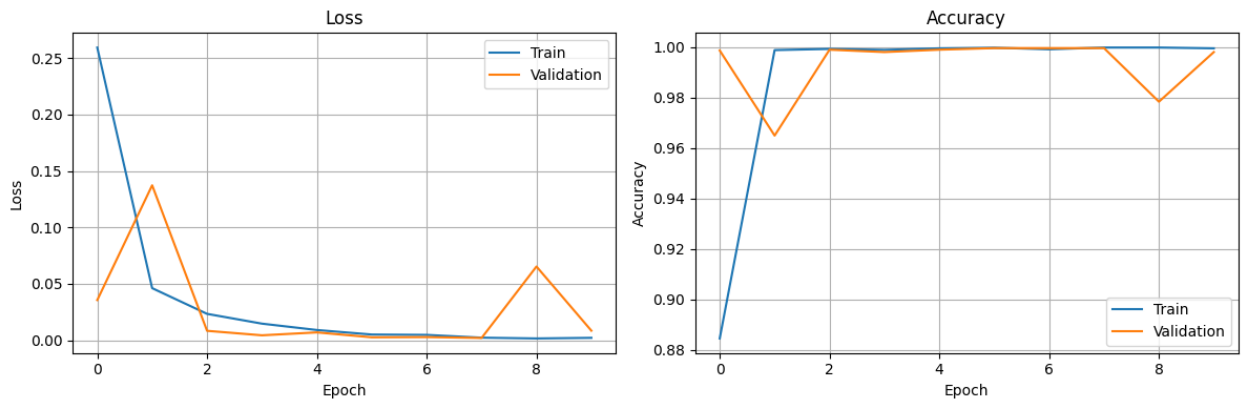 Loss
Train
Validation
0.25
0.20
0.15
0.10
0.05
0.00
Loss
0 2 4 6 8
Epoch
Accuracy
1.00
0.98
0.96
0.94
0.92
0.90
0.88
Accuracy
Train
Validation
0 2 4 6 8
Epoch